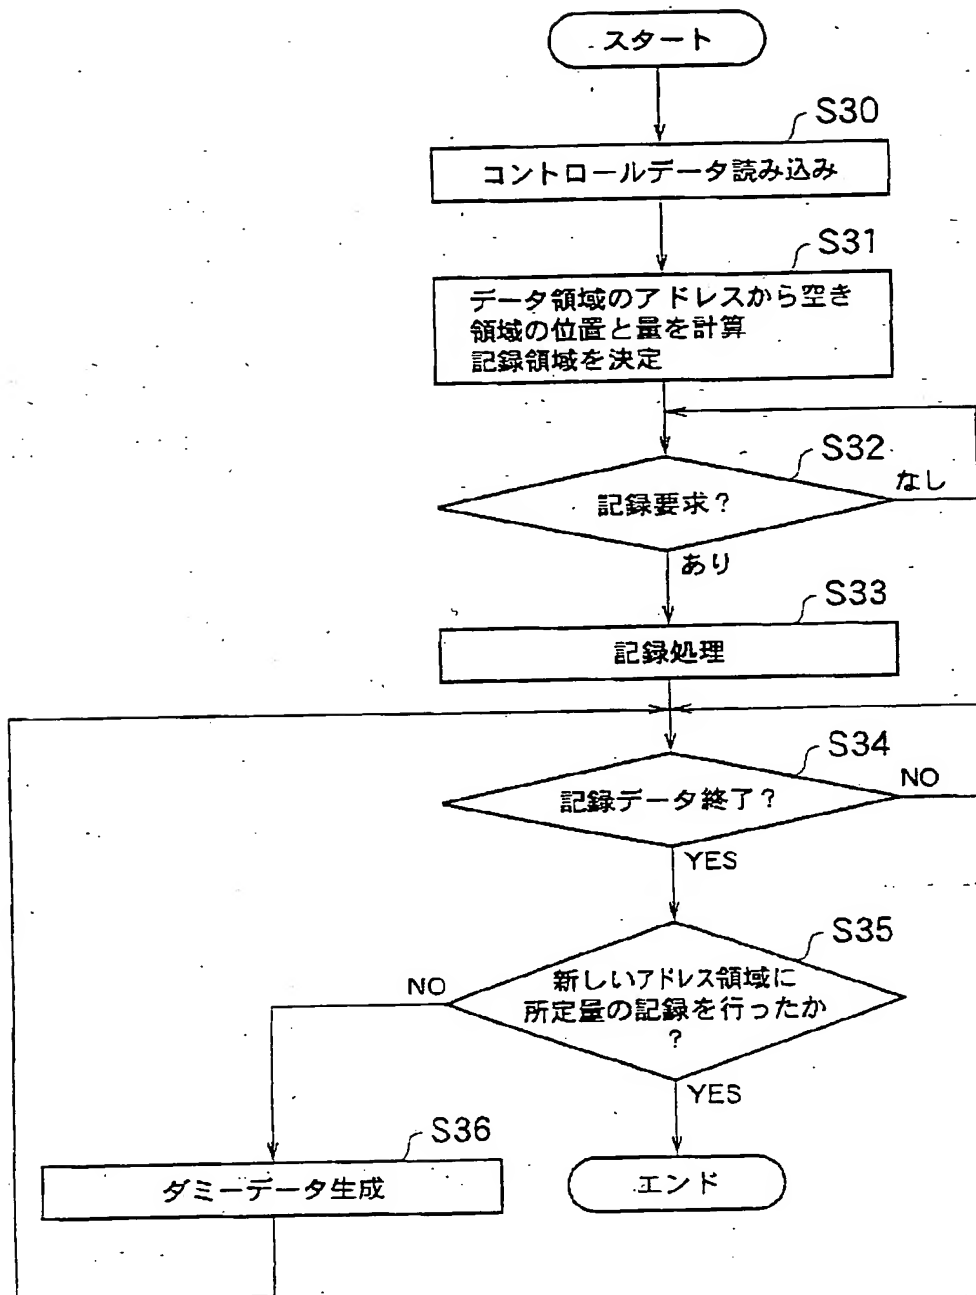 スタート
S30
コントロールデータ読み込み
S31
データ領域のアドレスから空き
領域の位置と量を計算
記録領域を決定
S32
記録要求?
なし
あり
S33
記録処理
S34
記録データ終了?
NO
YES
S35
新しいアドレス領域に
所定量の記録を行ったか
?
NO
YES
S36
ダミーデータ生成
エンド